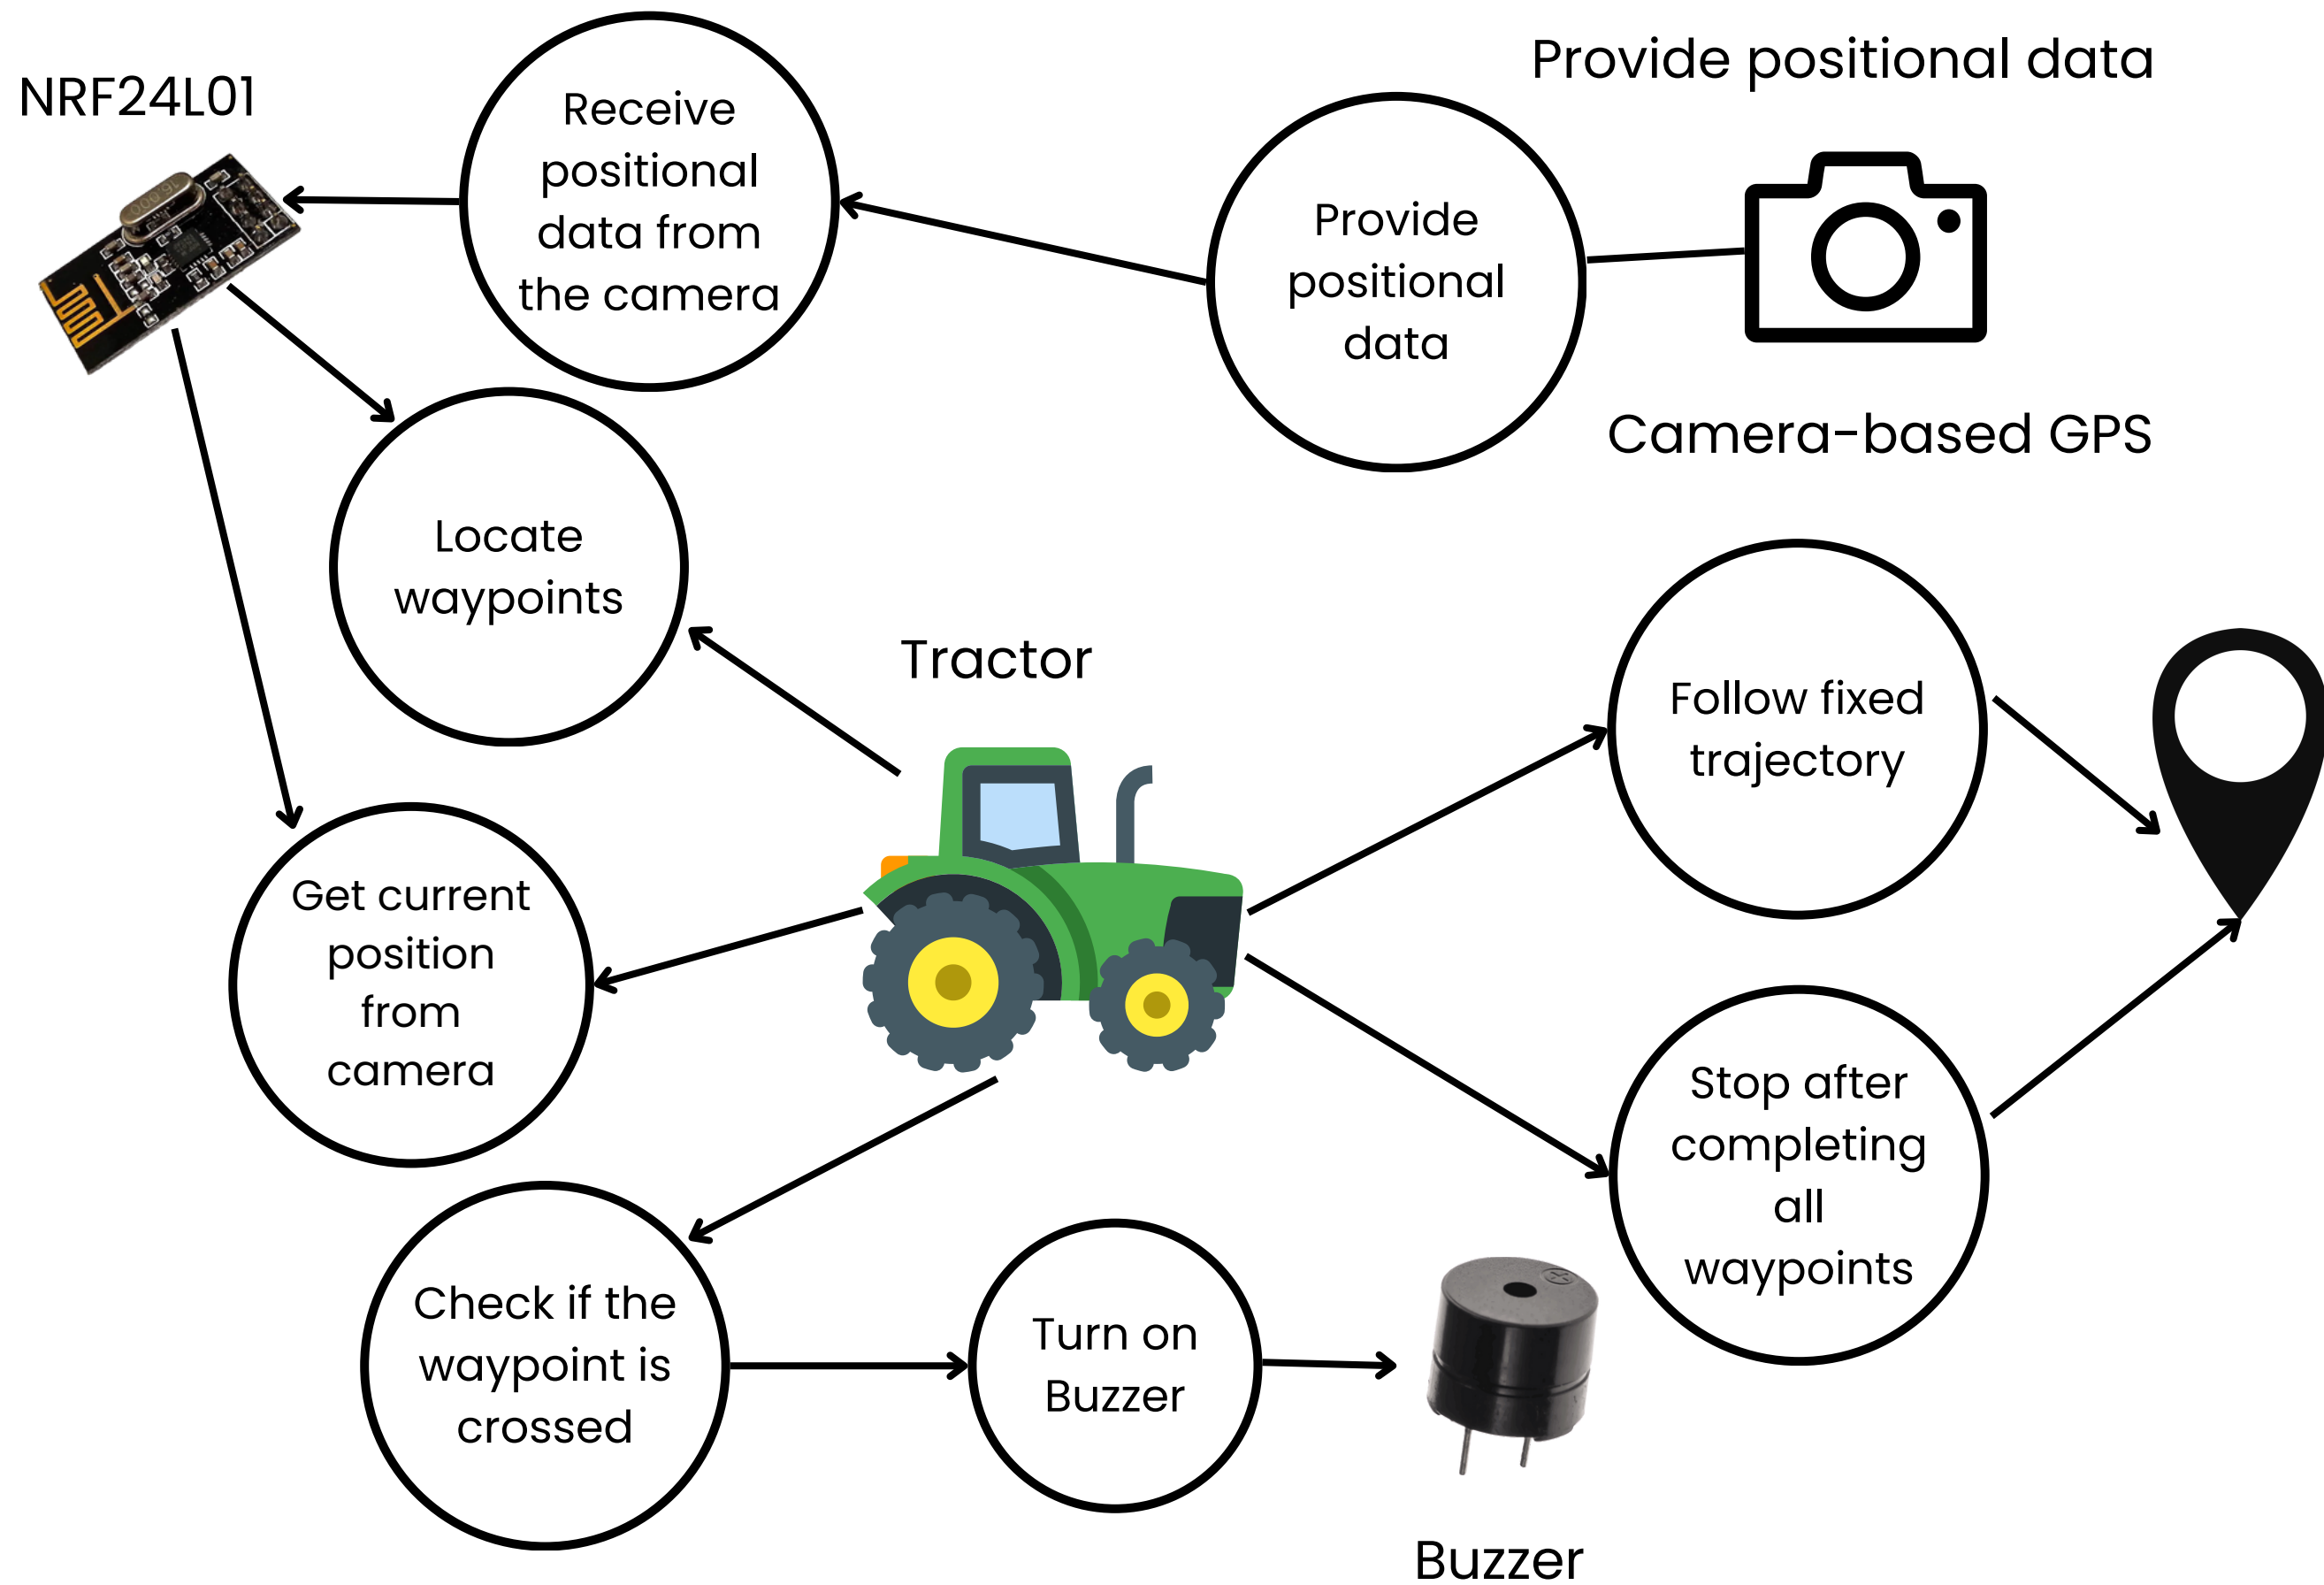 NRF24L01
Receive
positional
data from
the camera
Provide positional data
Provide
positional
data
Camera-based GPS
Locate
waypoints
Tractor
Follow fixed
trajectory
Get current
position
from
camera
Stop after
completing
all
waypoints
Check if the
waypoint is
crossed
Turn on
Buzzer
Buzzer